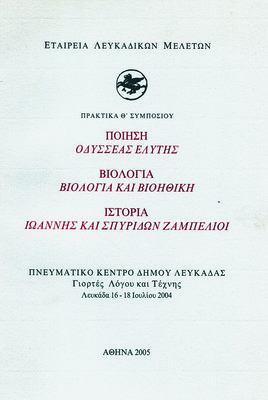 ΕΤΑΙΡΕΙΑ ΛΕΥΚΑΔΙΚΩΝ ΜΕΛΕΤΩΝ
ΠΡΑΚΤΙΚΑ Θ΄ ΣΥΜΠΟΣΙΟΥ
ΠΟΙΗΣΗ
ΟΔΥΣΣΕΑΣ ΕΛΥΤΗΣ
ΒΙΟΛΟΓΙΑ
ΒΙΟΛΟΓΙΑ ΚΑΙ ΒΙΟΗΘΙΚΗ
ΙΣΤΟΡΙΑ
ΙΩΑΝΝΗΣ ΚΑΙ ΣΠΥΡΙΔΩΝ ΖΑΜΠΕΛΙΟΙ
ΠΝΕΥΜΑΤΙΚΟ ΚΕΝΤΡΟ ΔΗΜΟΥ ΛΕΥΚΑΔΑΣ
Γιορτές Λόγου και Τέχνης
Λευκάδα 16 - 18 Ιουλίου 2004
ΑΘΗΝΑ 2005